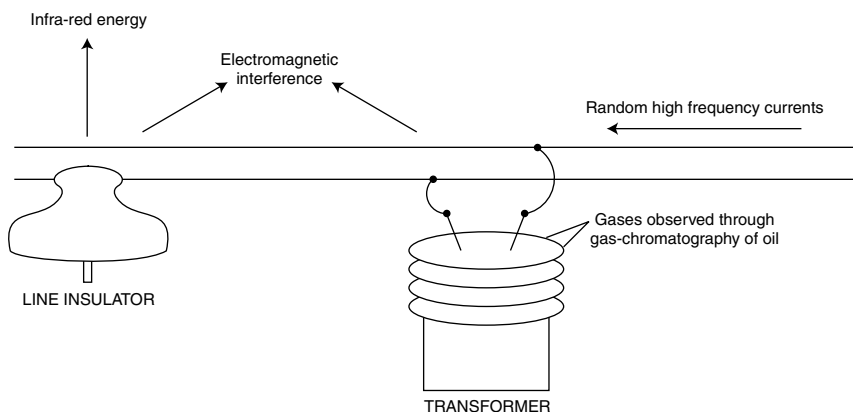 Infra-red energy
Electromagnetic
interference
Random high frequency currents
Gases observed through
gas-chromatography of oil
LINE INSULATOR
TRANSFORMER